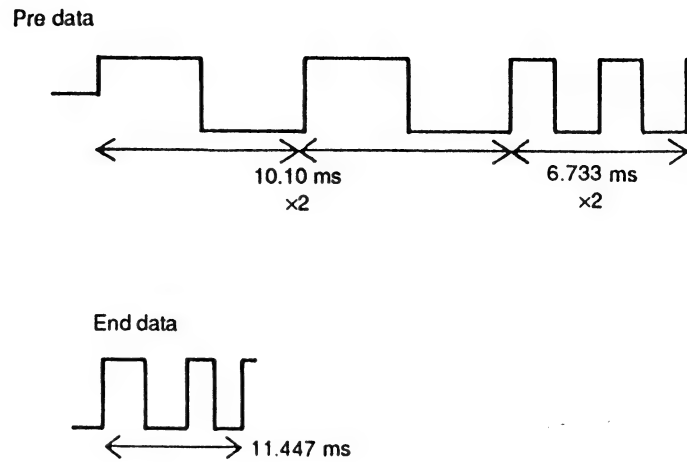 Pre data
10.10 ms
×2
6.733 ms
×2
End data
11.447 ms